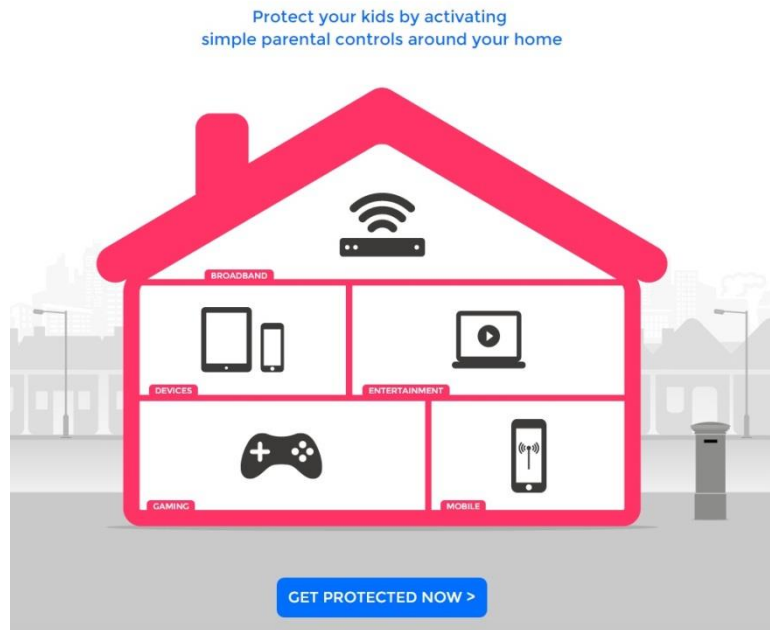 Protect your kids by activating
simple parental controls around your home
BROADBAND
DEVICES
ENTERTAINMENT
GAMING
MOBILE
GET PROTECTED NOW >